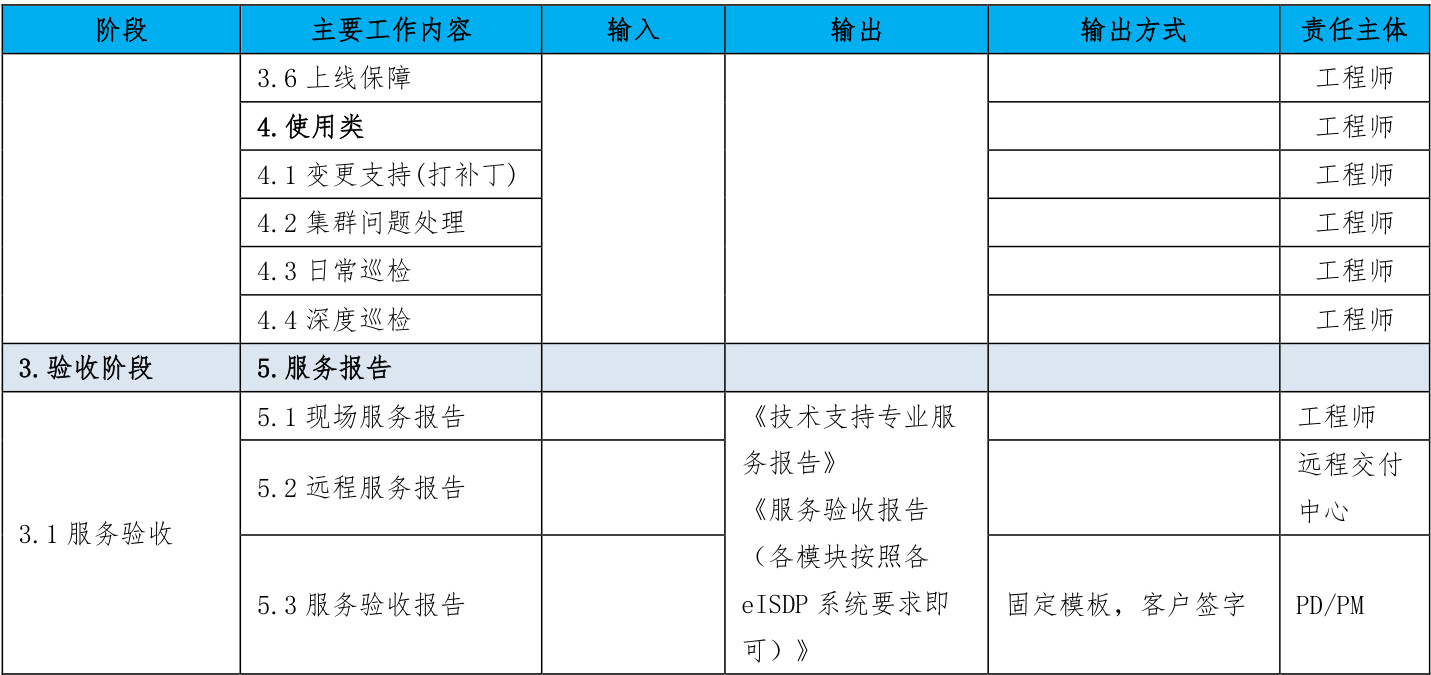 阶段 主要工作内容 输入 输出 输出方式 责任主体
3.6 上线保障 工程师
4.使用类 工程师
4.1 变更支持(打补丁) 工程师
4.2 集群问题处理 工程师
4.3 日常巡检 工程师
4.4 深度巡检 工程师
3.验收阶段 5.服务报告
3.1 服务验收
5.1 现场服务报告
5.2 远程服务报告
5.3 服务验收报告
《技术支持专业服
务报告》
《服务验收报告
（各模块按照各
eISDP 系统要求即
可）》
固定模板，客户签字
工程师
远程交付
中心
PD/PM